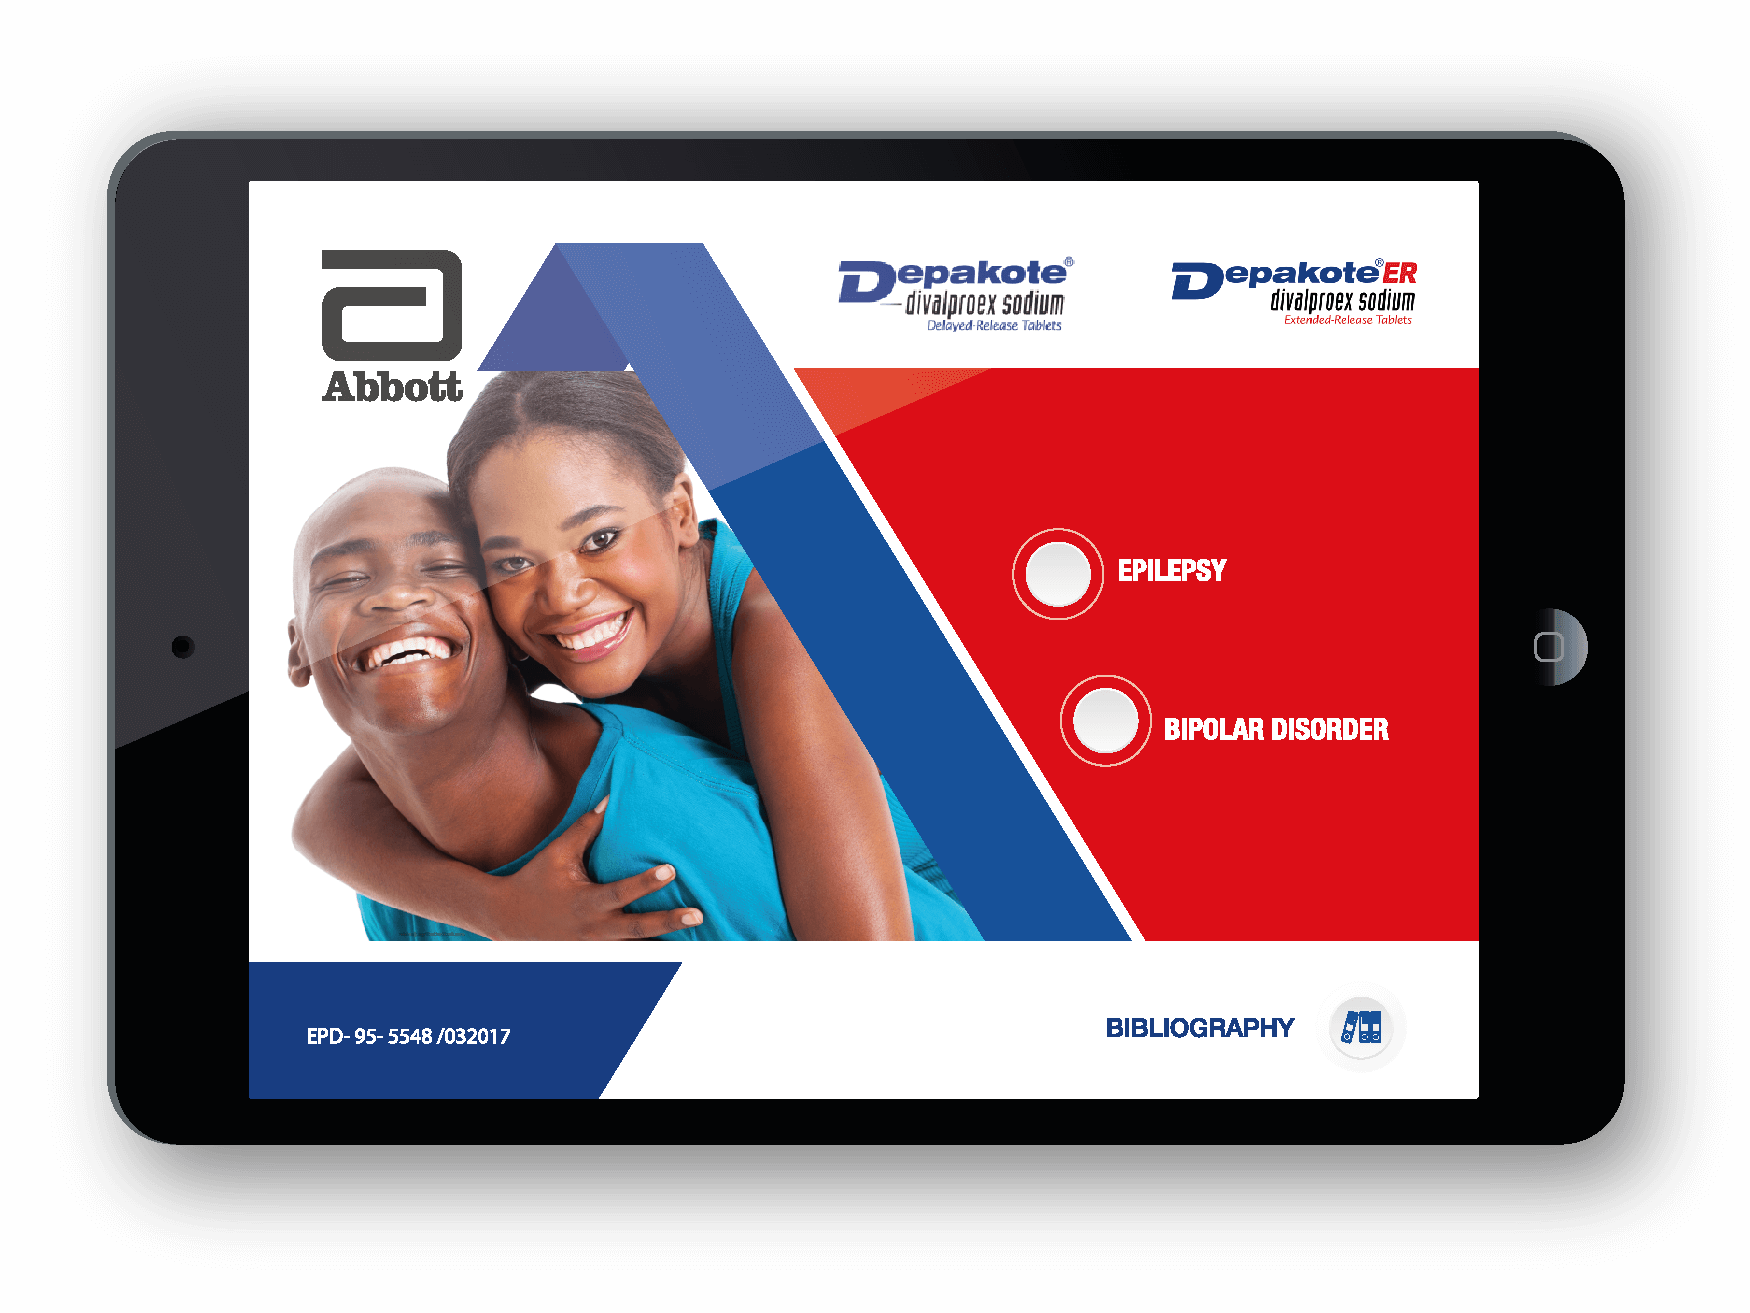 Abbott
Depakote®
divalproex sodium
Delayed-Release Tablets
Depakote® ER
divalproex sodium
Extended-Release Tablets
EPILEPSY
BIPOLAR DISORDER
EPD- 95- 5548 /032017
BIBLIOGRAPHY